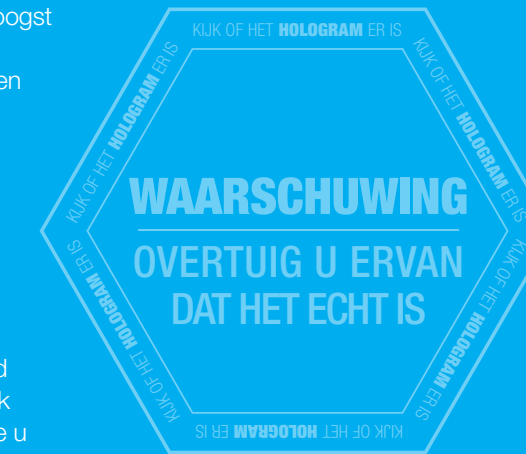 oogst
en
KIJK OF HET HOLOGRAM ER IS
KIJK OF HET HOLOGRAM ER IS
KIJK OF HET HOLOGRAM ER IS
KIJK OF HET HOLOGRAM ER IS
KIJK OF HET HOLOGRAM ER IS
KIJK OF HET HOLOGRAM ER IS
WAARSCHUWING
OVERTUIG U ERVAN
DAT HET ECHT IS
d
k
e u